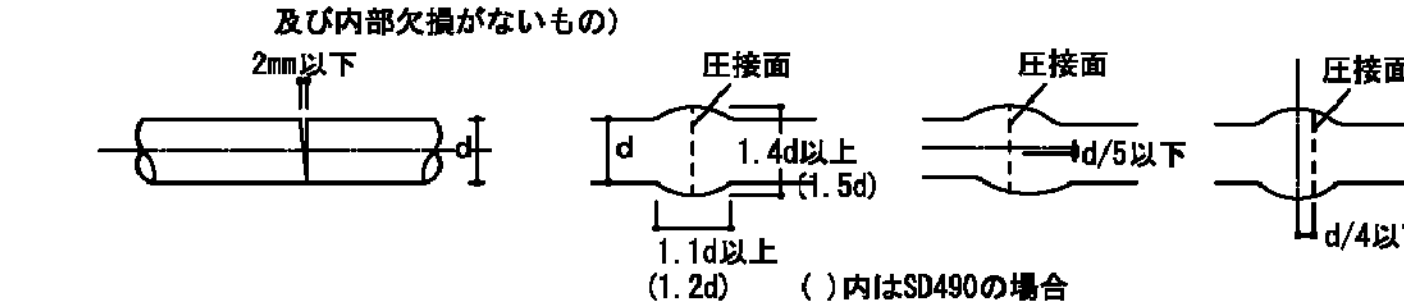 及び内部欠損がないもの)
2mm以下
d
圧接面
d
1.4d以上
(1.5d)
1.1d以上
(1.2d)
圧接面
d/5以下
圧接面
d/4以
( )内はSD490の場合